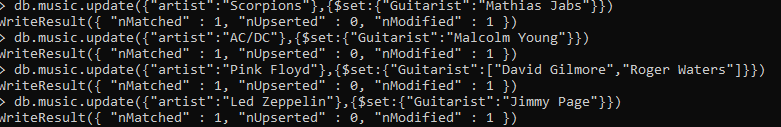 > db.music.update({"artist":"Scorpions"},{$set:{"Guitarist":"Mathias Jabs"}})
WriteResult({ "nMatched" : 1, "nUpserted" : 0, "nModified" : 1 })
> db.music.update({"artist":"AC/DC"},{$set:{"Guitarist":"Malcolm Young"}})
WriteResult({ "nMatched" : 1, "nUpserted" : 0, "nModified" : 1 })
> db.music.update({"artist":"Pink Floyd"},{$set:{"Guitarist":["David Gilmore","Roger Waters"]}})
WriteResult({ "nMatched" : 1, "nUpserted" : 0, "nModified" : 1 })
> db.music.update({"artist":"Led Zeppelin"},{$set:{"Guitarist":"Jimmy Page"}})
WriteResult({ "nMatched" : 1, "nUpserted" : 0, "nModified" : 1 })